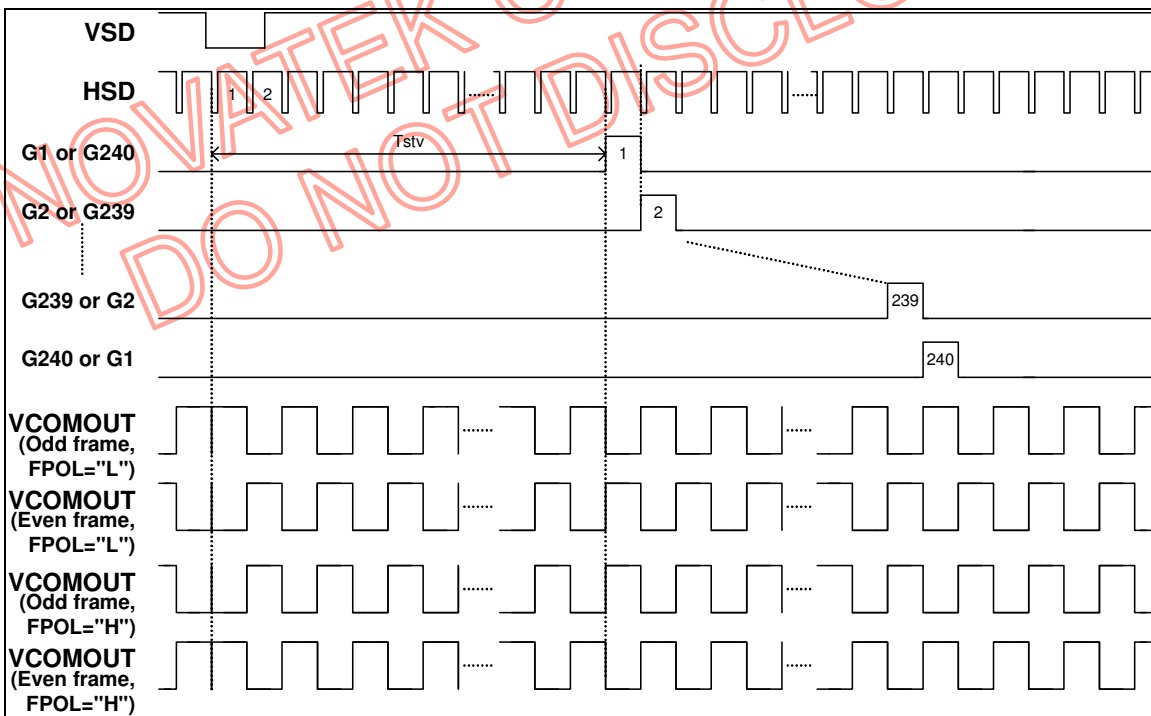 NOVATEK C
DO NOT DISCLO
VSD
HSD
1 2
......
......
G1 or G240
Tstv
1
G2 or G239
2
G239 or G2
239
G240 or G1
240
VCOMOUT
(Odd frame,
FPOL="L")
......
......
VCOMOUT
(Even frame,
FPOL="L")
......
......
VCOMOUT
(Odd frame,
FPOL="H")
......
......
VCOMOUT
(Even frame,
FPOL="H")
......
......